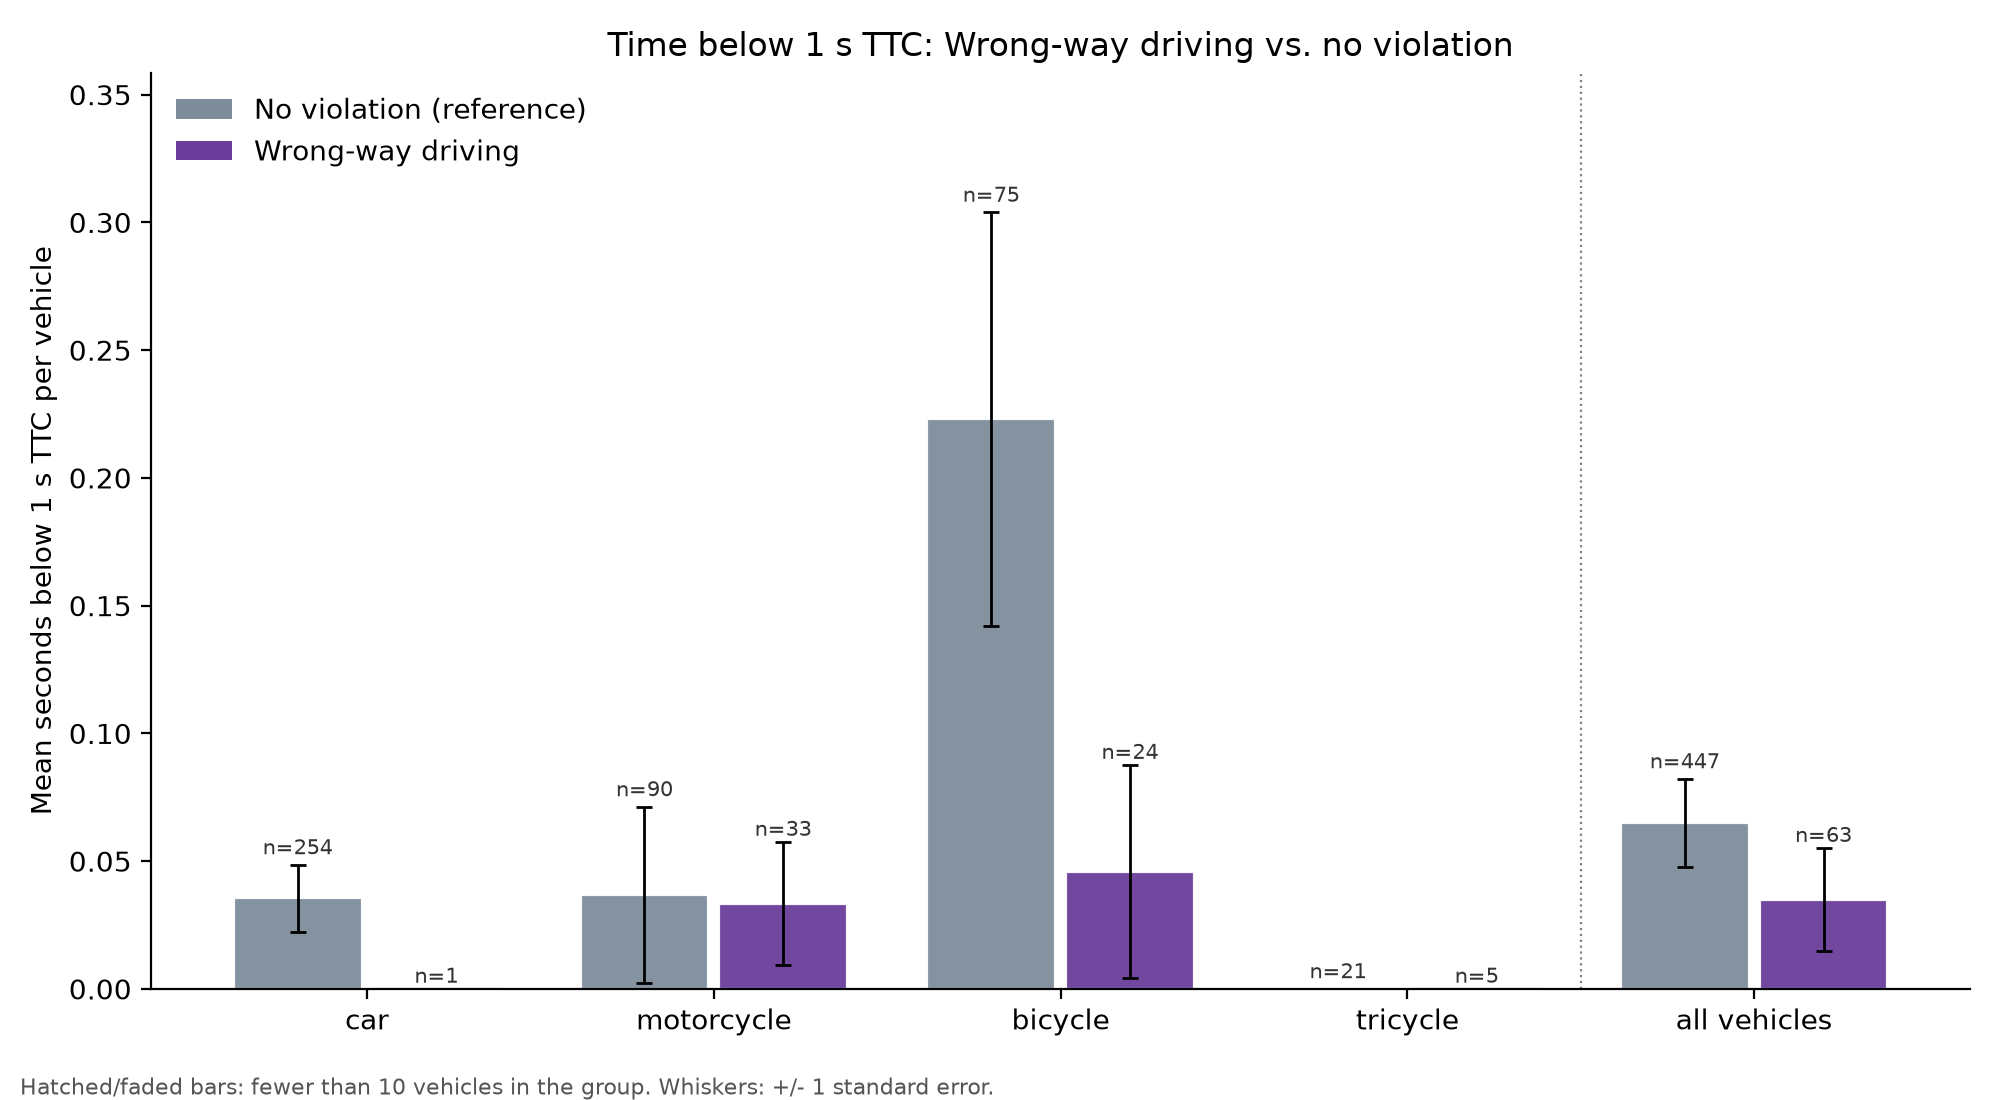 Time below 1 s TTC: Wrong-way driving vs. no violation
No violation (reference)
Wrong-way driving
Mean seconds below 1 s TTC per vehicle
0.35
0.30
0.25
0.20
0.15
0.10
0.05
0.00
n=254
n=1
n=90
n=33
n=75
n=24
n=21
n=5
n=447
n=63
car
motorcycle
bicycle
tricycle
all vehicles
Hatched/faded bars: fewer than 10 vehicles in the group. Whiskers: +/- 1 standard error.